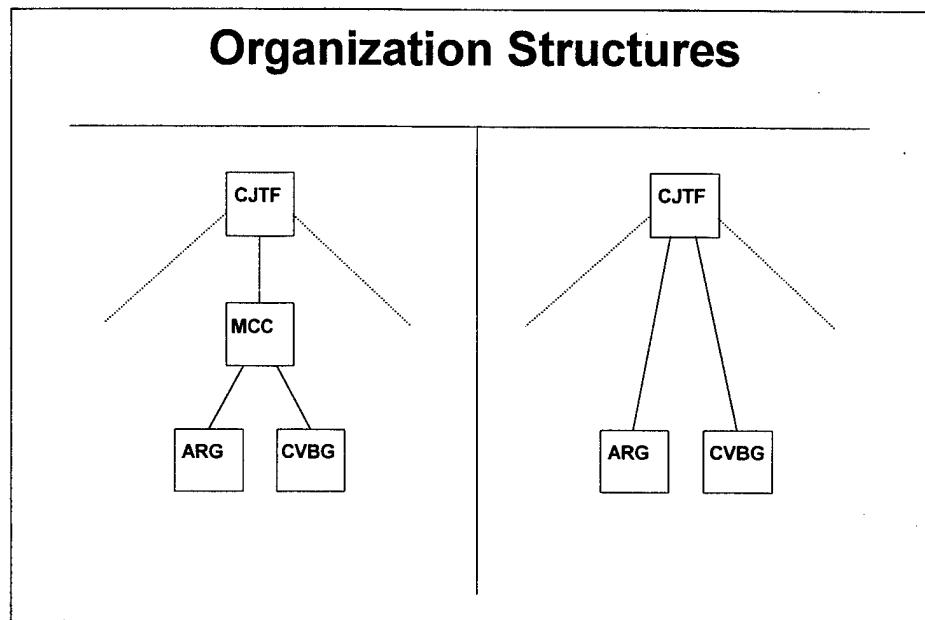 Organization Structures
CJTF
MCC
ARG
CVBG
CJTF
ARG
CVBG